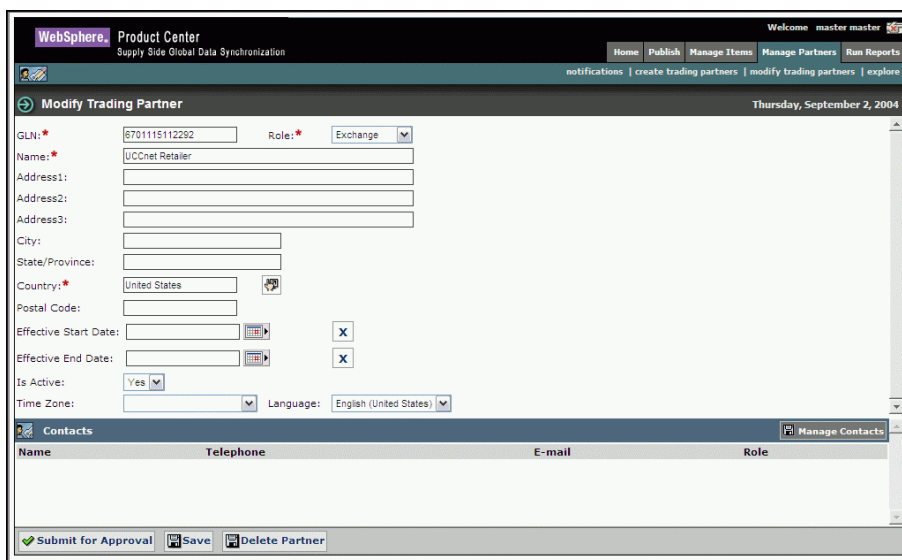 Welcome master master
WebSphere. Product Center
Supply Side Global Data Synchronization
Home Publish Manage Items Manage Partners Run Reports
notifications | create trading partners | modify trading partners | explore
Modify Trading Partner Thursday, September 2, 2004
GLN:* 6701115112292 Role:* Exchange
Name:* UCCnet Retailer
Address1:
Address2:
Address3:
City:
State/Province:
Country:* United States
Postal Code:
Effective Start Date: x
Effective End Date: x
Is Active: Yes
Time Zone: Language: English (United States)
Contacts Manage Contacts
Name Telephone E-mail Role
Submit for Approval Save Delete Partner